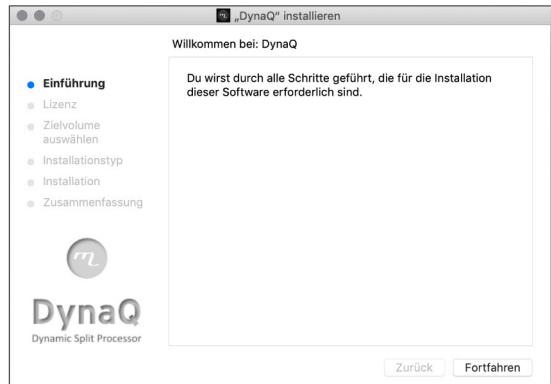 „DynaQ“ installieren
Willkommen bei: DynaQ
Einführung
Lizenz
Zielvolume
auswählen
Installationstyp
Installation
Zusammenfassung
Du wirst durch alle Schritte geführt, die für die Installation
dieser Software erforderlich sind.
m
DynaQ
Dynamic Split Processor
Zurück
Fortfahren